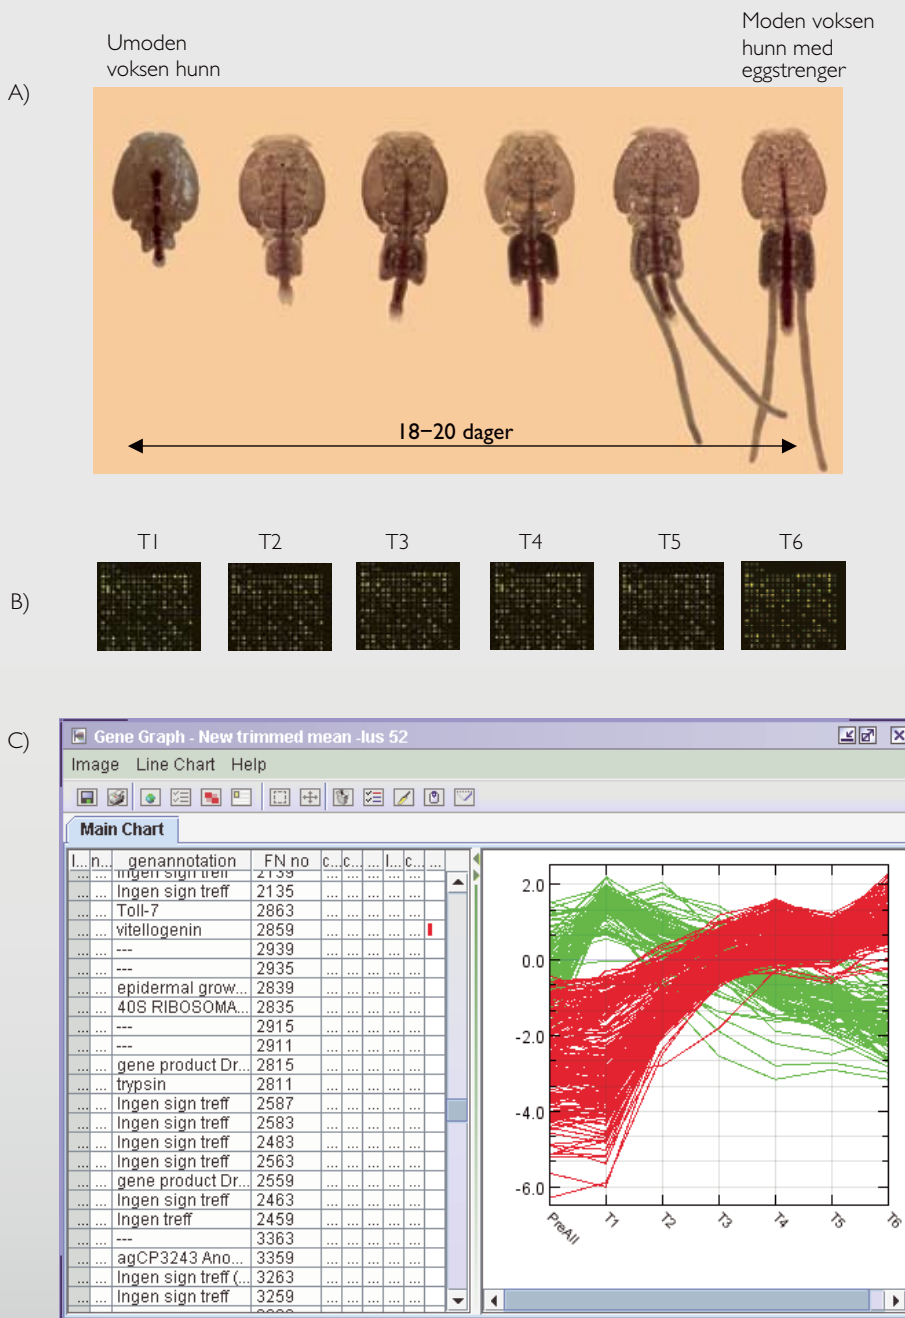 Umoden
voksen hunn
Moden voksen
hunn med
eggstrenger
A)
18–20 dager
T1 T2 T3 T4 T5 T6
B)
C)
Gene Graph - New trimmed mean -lus 52
Image Line Chart Help
Main Chart
l... n... genannotation FN no c... c... ... l... c... ...
... ... Ingen sign treff 2139 ... ... ... ... ...
... ... Ingen sign treff 2135 ... ... ... ... ...
... ... Toll-7 2863 ... ... ... ... ...
... ... vitellogenin 2859 ... ... ... ... ...
... ... --- 2939 ... ... ... ... ...
... ... --- 2935 ... ... ... ... ...
... ... epidermal grow... 2839 ... ... ... ... ...
... ... 40S RIBOSOMA... 2835 ... ... ... ... ...
... ... --- 2915 ... ... ... ... ...
... ... --- 2911 ... ... ... ... ...
... ... gene product Dr... 2815 ... ... ... ... ...
... ... trypsin 2811 ... ... ... ... ...
... ... Ingen sign treff 2587 ... ... ... ... ...
... ... Ingen sign treff 2583 ... ... ... ... ...
... ... Ingen sign treff 2483 ... ... ... ... ...
... ... Ingen sign treff 2563 ... ... ... ... ...
... ... gene product Dr... 2559 ... ... ... ... ...
... ... Ingen sign treff 2463 ... ... ... ... ...
... ... Ingen treff 2459 ... ... ... ... ...
... ... --- 3363 ... ... ... ... ...
... ... agCP3243 Ano... 3359 ... ... ... ... ...
... ... Ingen sign treff (... 3263 ... ... ... ... ...
... ... Ingen sign treff 3259 ... ... ... ... ...
2.0
0.0
-2.0
-4.0
-6.0
PreAll T1 T2 T3 T4 T5 T6